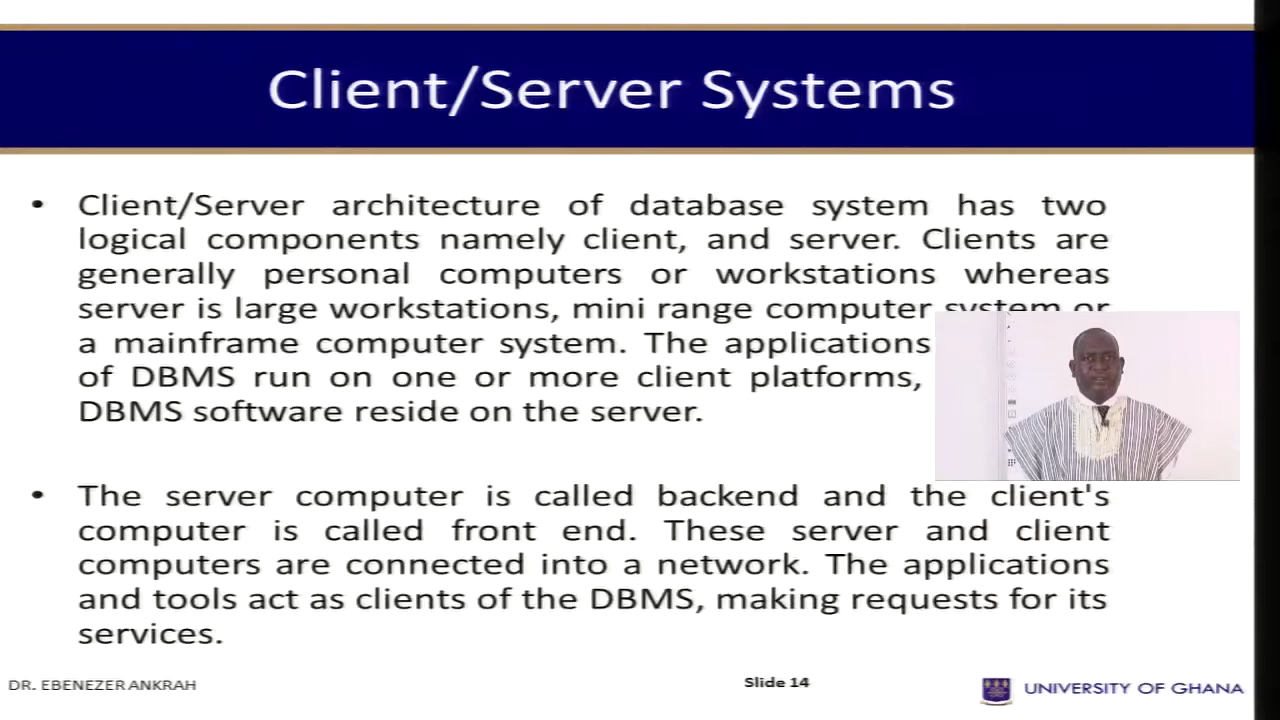 Client/Server Systems
• Client/Server architecture of database system has two
logical components namely client, and server. Clients are
generally personal computers or workstations whereas
server is large workstations, mini range computer system or
a mainframe computer system. The applications
of DBMS run on one or more client platforms,
DBMS software reside on the server.
• The server computer is called backend and the client's
computer is called front end. These server and client
computers are connected into a network. The applications
and tools act as clients of the DBMS, making requests for its
services.
DR. EBENEZER ANKRAH
Slide 14
UNIVERSITY OF GHANA